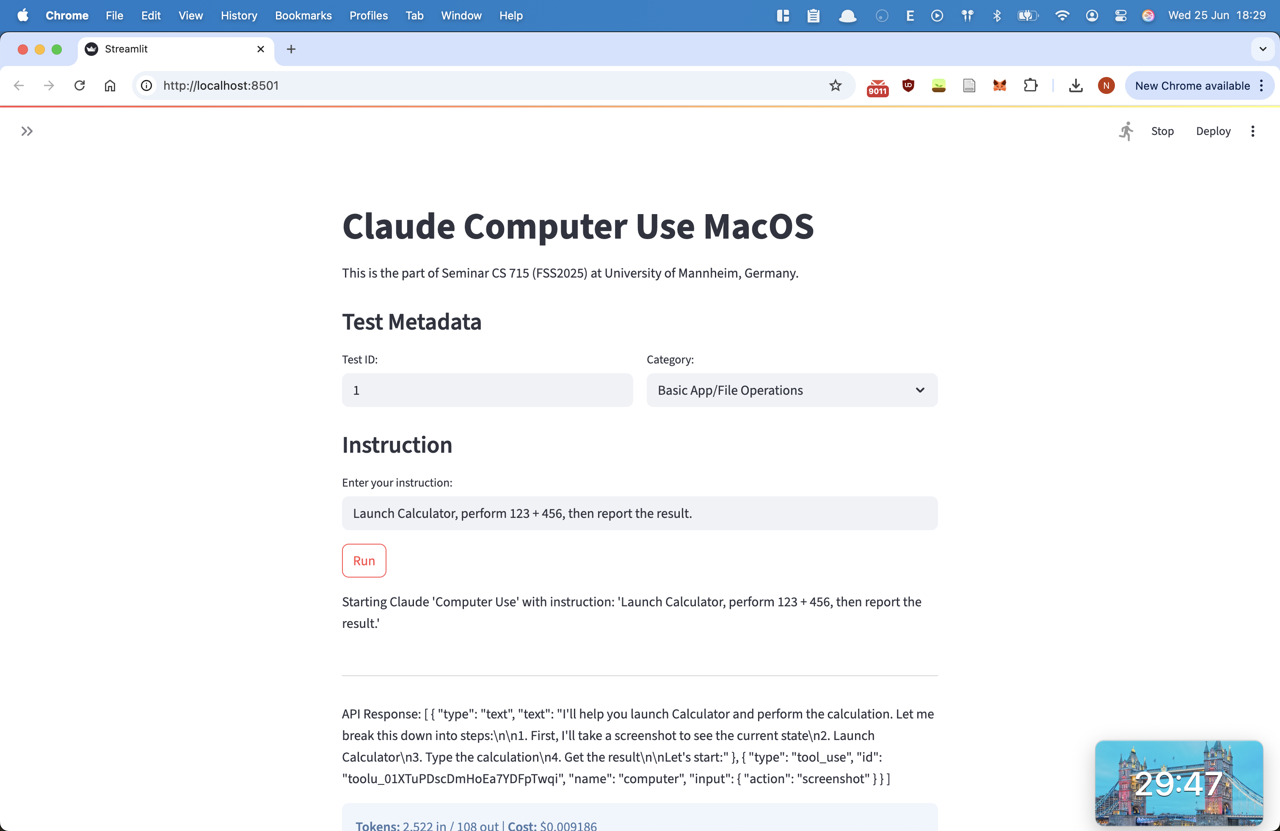 Chrome File Edit View History Bookmarks Profiles Tab Window Help E Wed 25 Jun 18:29
Streamlit
http://localhost:8501 9011 N New Chrome available
Stop Deploy
Claude Computer Use MacOS
This is the part of Seminar CS 715 (FSS2025) at University of Mannheim, Germany.
Test Metadata
Test ID: Category:
1 Basic App/File Operations
Instruction
Enter your instruction:
Launch Calculator, perform 123 + 456, then report the result.
Run
Starting Claude 'Computer Use' with instruction: 'Launch Calculator, perform 123 + 456, then report the
result.'
API Response: [ { "type": "text", "text": "I'll help you launch Calculator and perform the calculation. Let me
break this down into steps:\n\n1. First, I'll take a screenshot to see the current state\n2. Launch
Calculator\n3. Type the calculation\n4. Get the result\n\nLet's start:" }, { "type": "tool_use", "id":
"toolu_01XTuPDscDmHoEa7YDFpTwqi", "name": "computer", "input": { "action": "screenshot" } } ]
29:47
Tokens: 2,522 in / 108 out | Cost: $0.009186